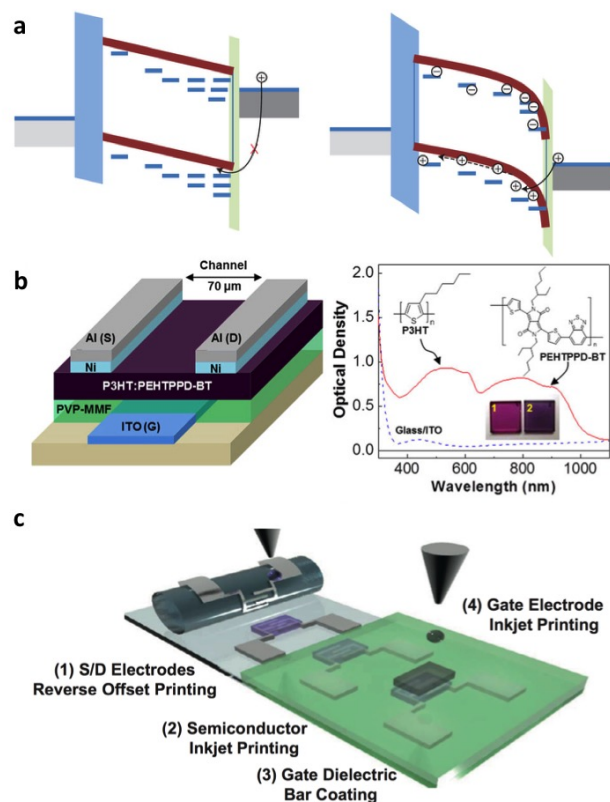 a
b
Channel
70 μm
Al (S)
Al (D)
Ni
Ni
P3HT:PEHTPPD-BT
PVP-MMF
ITO (G)
2.0
1.5
1.0
0.5
0.0
Optical Density
n
P3HT
n
PEHTPPD-BT
1
2
Glass/ITO
400
600
800
1000
Wavelength (nm)
c
(1) S/D Electrodes
Reverse Offset Printing
(2) Semiconductor
Inkjet Printing
(3) Gate Dielectric
Bar Coating
(4) Gate Electrode
Inkjet Printing